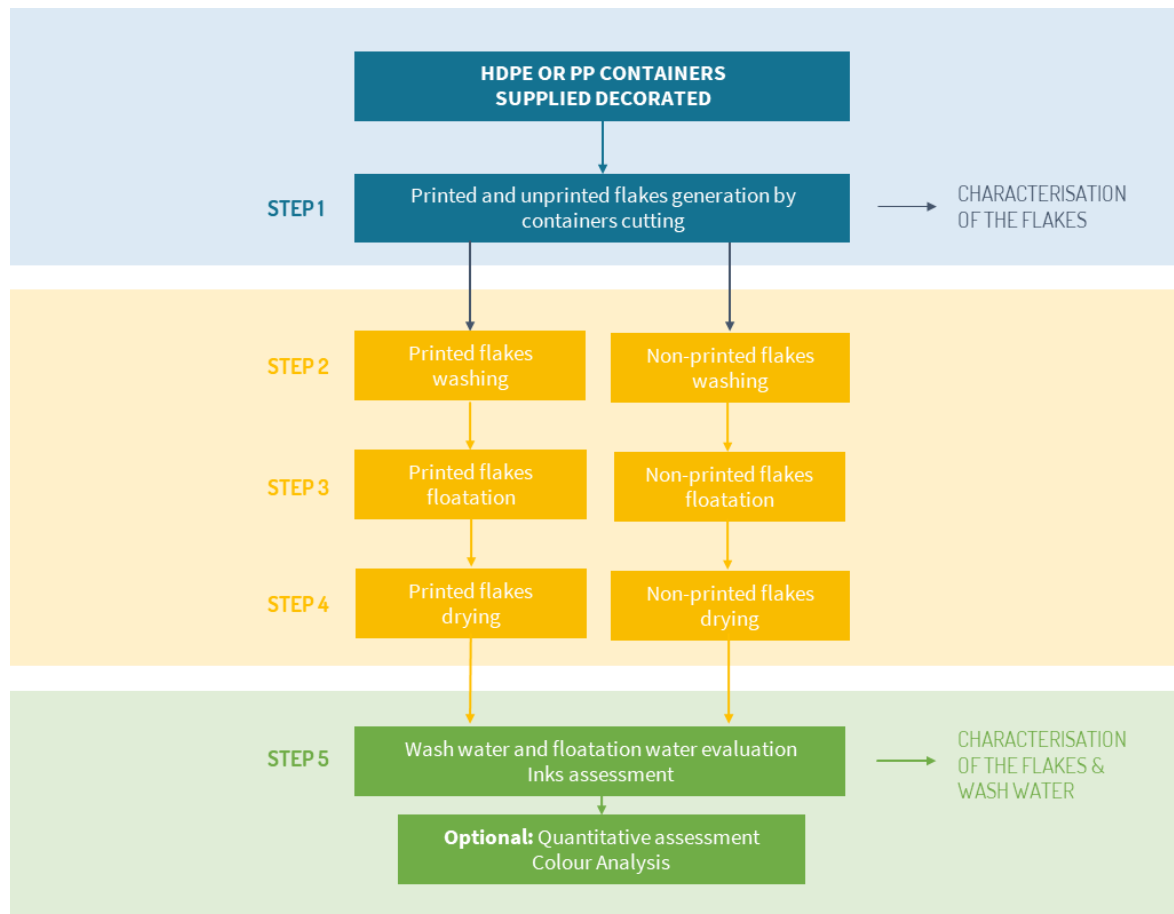 HDPE OR PP CONTAINERS
SUPPLIED DECORATED
STEP 1
Printed and unprinted flakes generation by
containers cutting
CHARACTERISATION
OF THE FLAKES
STEP 2
Printed flakes
washing
Non-printed flakes
washing
STEP 3
Printed flakes
floatation
Non-printed flakes
floatation
STEP 4
Printed flakes
drying
Non-printed flakes
drying
STEP 5
Wash water and floatation water evaluation
Inks assessment
CHARACTERISATION
OF THE FLAKES &
WASH WATER
Optional: Quantitative assessment
Colour Analysis